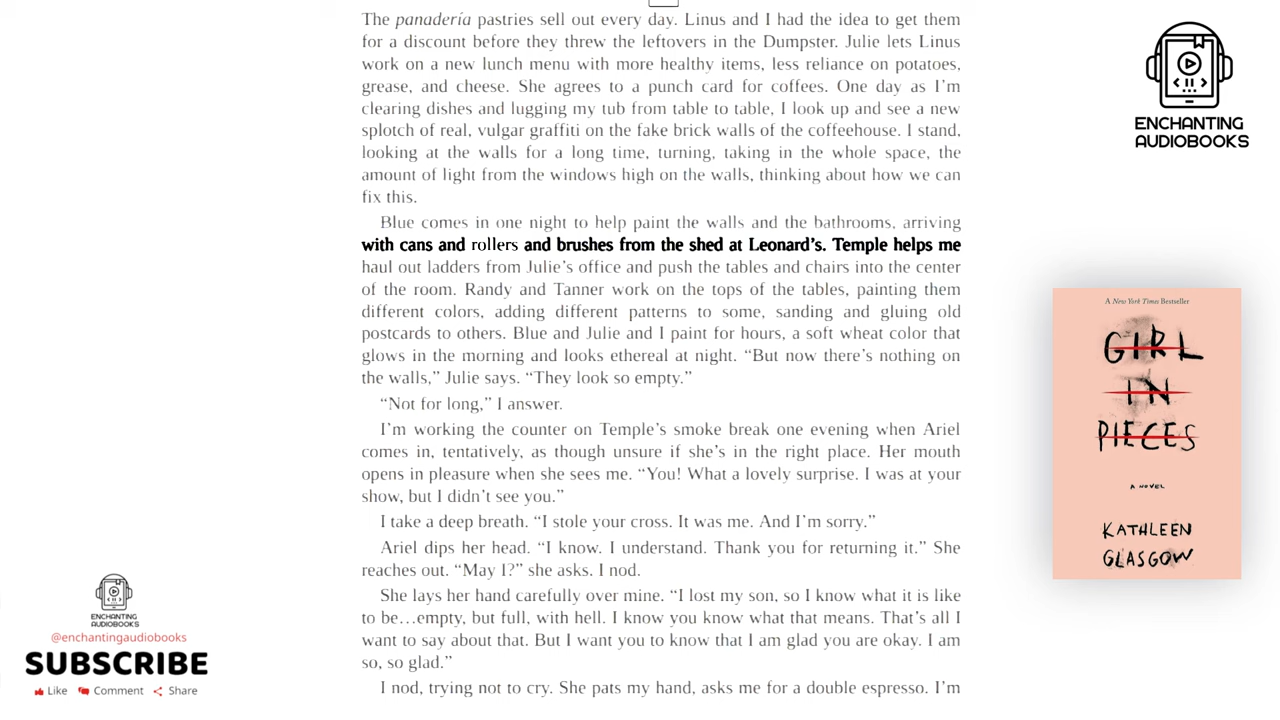 The panadería pastries sell out every day. Linus and I had the idea to get them
for a discount before they threw the leftovers in the Dumpster. Julie lets Linus
work on a new lunch menu with more healthy items, less reliance on potatoes,
grease, and cheese. She agrees to a punch card for coffees. One day as I'm
clearing dishes and lugging my tub from table to table, I look up and see a new
splotch of real, vulgar graffiti on the fake brick walls of the coffeehouse. I stand,
looking at the walls for a long time, turning, taking in the whole space, the
amount of light from the windows high on the walls, thinking about how we can
fix this.
Blue comes in one night to help paint the walls and the bathrooms, arriving
with cans and rollers and brushes from the shed at Leonard's. Temple helps me
haul out ladders from Julie's office and push the tables and chairs into the center
of the room. Randy and Tanner work on the tops of the tables, painting them
different colors, adding different patterns to some, sanding and gluing old
postcards to others. Blue and Julie and I paint for hours, a soft wheat color that
glows in the morning and looks ethereal at night. “But now there's nothing on
the walls,” Julie says. “They look so empty.”
“Not for long,” I answer.
I'm working the counter on Temple's smoke break one evening when Ariel
comes in, tentatively, as though unsure if she's in the right place. Her mouth
opens in pleasure when she sees me. “You! What a lovely surprise. I was at your
show, but I didn't see you.”
I take a deep breath. “I stole your cross. It was me. And I'm sorry.”
Ariel dips her head. “I know. I understand. Thank you for returning it.” She
reaches out. “May I?” she asks. I nod.
She lays her hand carefully over mine. “I lost my son, so I know what it is like
to be…empty, but full, with hell. I know you know what that means. That's all I
want to say about that. But I want you to know that I am glad you are okay. I am
so, so glad.”
I nod, trying not to cry. She pats my hand, asks me for a double espresso. I'm
ENCHANTING
AUDIOBOOKS
A New York Times Bestseller
GIRL
IN
PIECES
A NOVEL
KATHLEEN
GLASGOW
ENCHANTING
AUDIOBOOKS
@enchantingaudiobooks
SUBSCRIBE
Like Comment Share